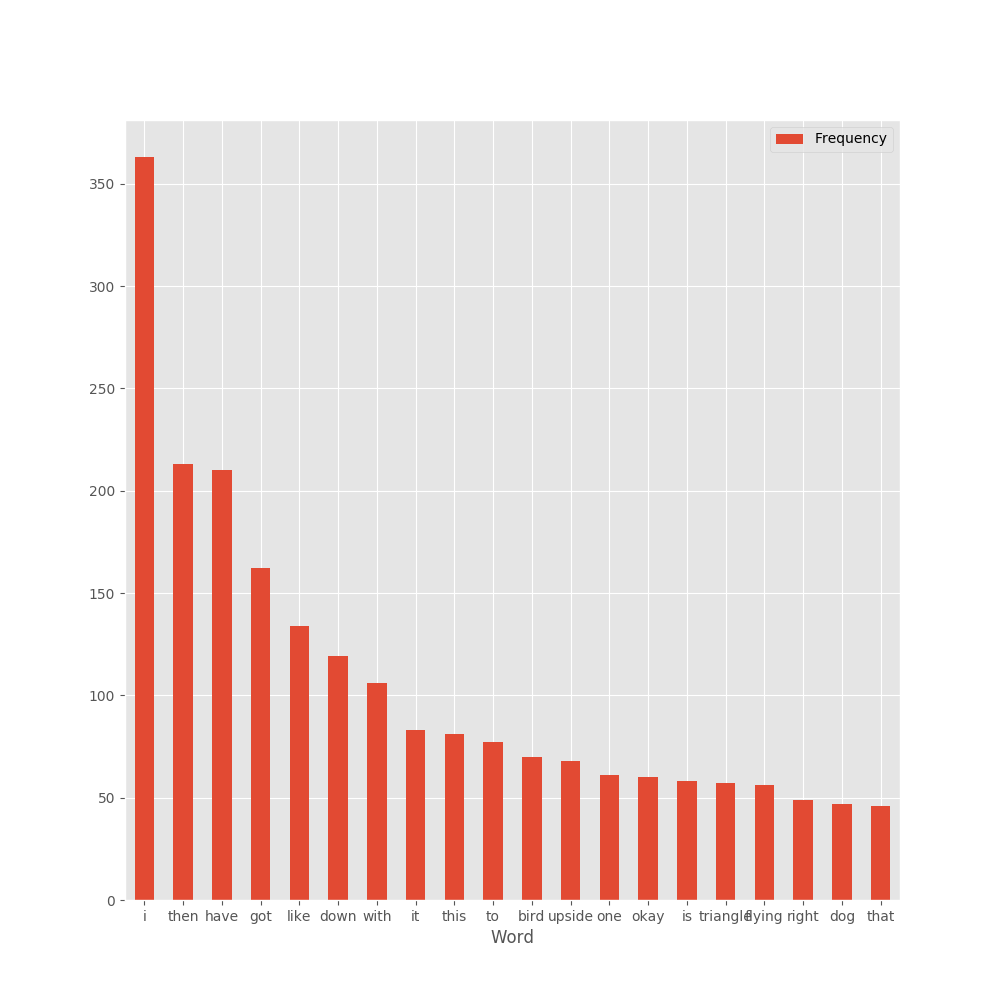 Frequency
350
300
250
200
150
100
50
0
i then have got like down with it this to bird upside one okay is triangle flying right dog that
Word